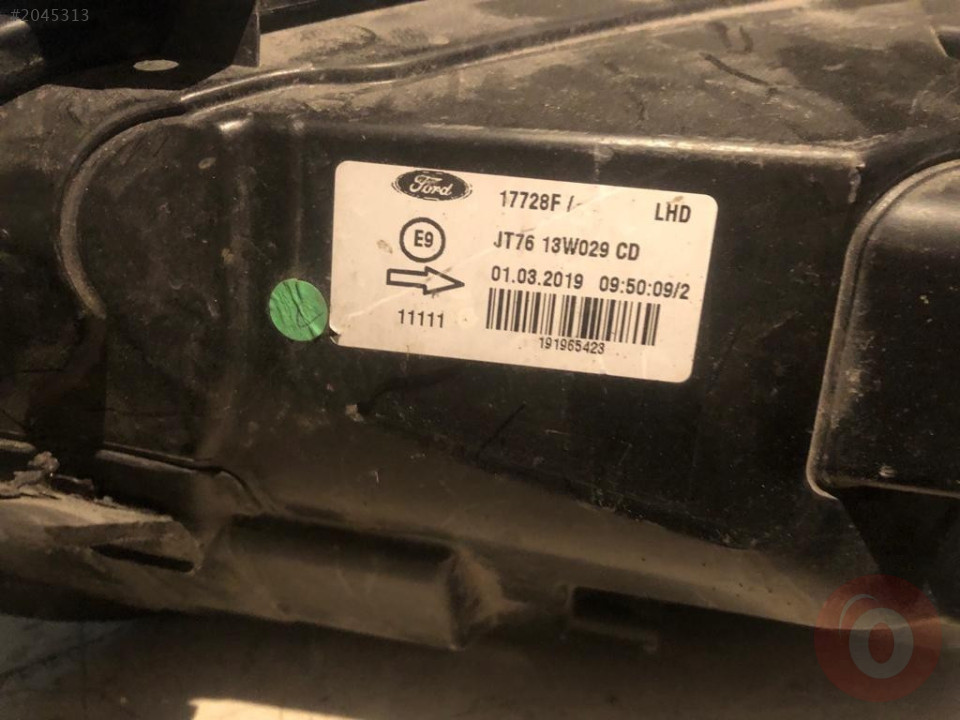 #2045313
Ford
17728F /-
LHD
E9
JT76 13W029 CD
01.03.2019 09:50:09/2
11111
191965423